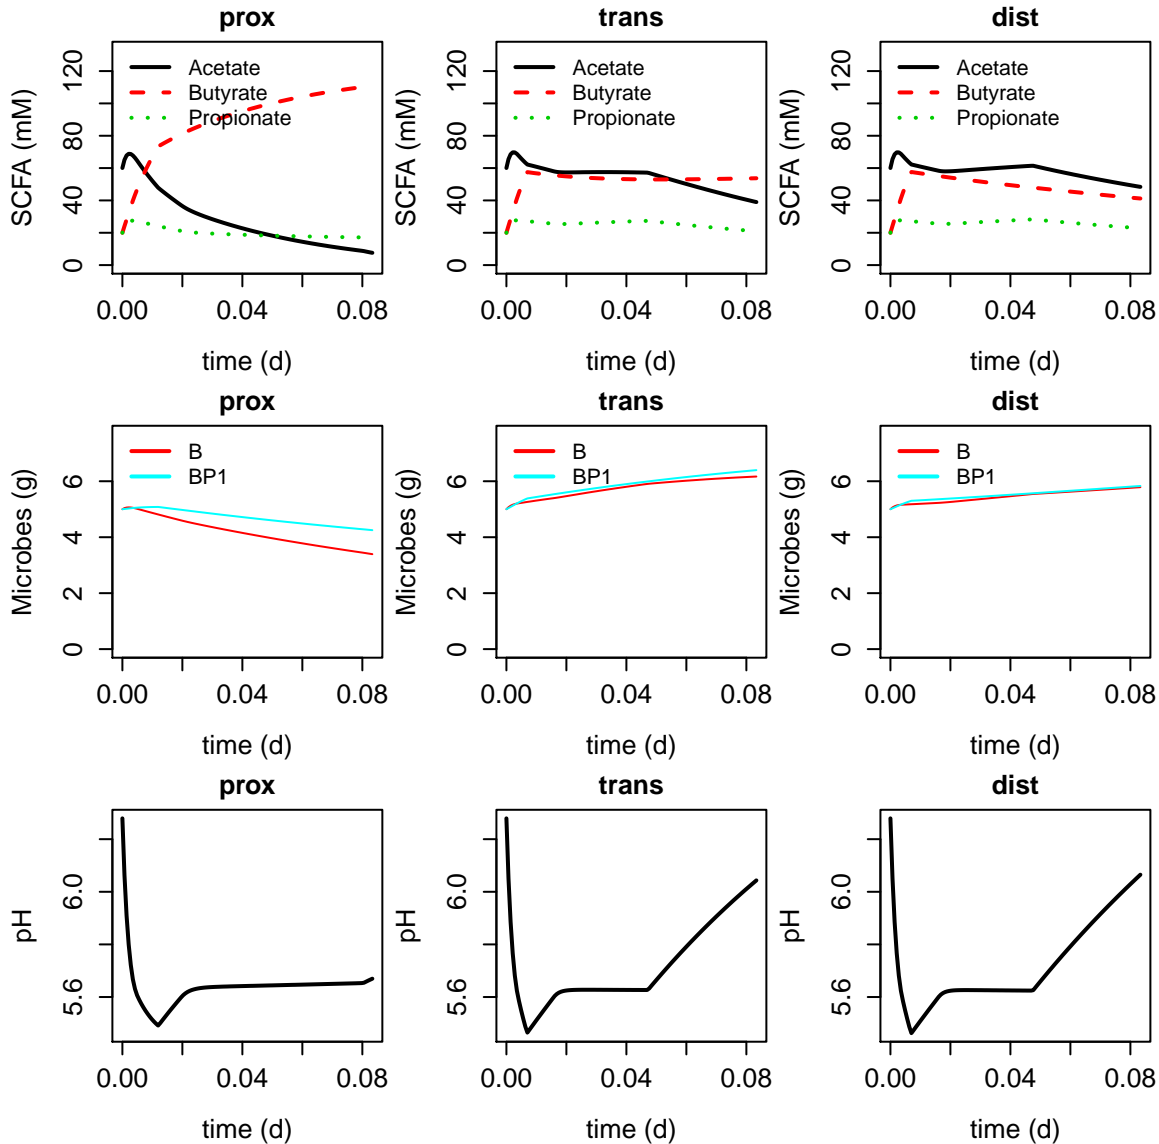 prox
trans
dist
SCFA (mM)
0
40
80
120
Acetate
Butyrate
Propionate
0.00
0.04
0.08
time (d)
SCFA (mM)
0
40
80
120
Acetate
Butyrate
Propionate
0.00
0.04
0.08
time (d)
SCFA (mM)
0
40
80
120
Acetate
Butyrate
Propionate
0.00
0.04
0.08
time (d)
prox
trans
dist
Microbes (g)
0
2
4
6
B
BP1
0.00
0.04
0.08
time (d)
Microbes (g)
0
2
4
6
B
BP1
0.00
0.04
0.08
time (d)
Microbes (g)
0
2
4
6
B
BP1
0.00
0.04
0.08
time (d)
prox
trans
dist
pH
5.6
6.0
0.00
0.04
0.08
time (d)
pH
5.6
6.0
0.00
0.04
0.08
time (d)
pH
5.6
6.0
0.00
0.04
0.08
time (d)